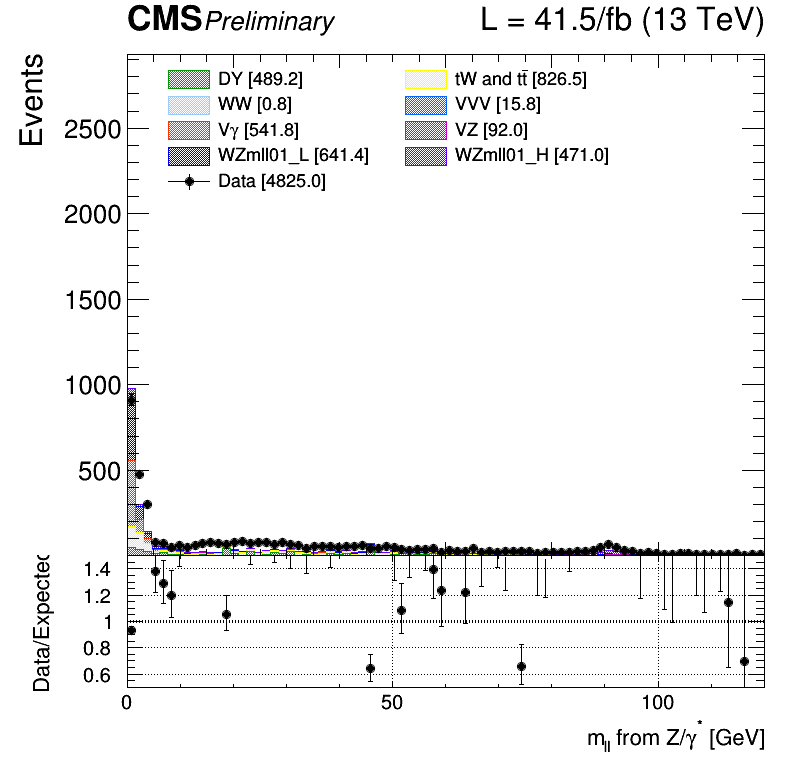 CMS Preliminary L = 41.5/fb (13 TeV)
Events
DY [489.2] tW and tt̄ [826.5]
WW [0.8] VVV [15.8]
Vγ [541.8] VZ [92.0]
WZmll01_L [641.4] WZmll01_H [471.0]
Data [4825.0]
2500
2000
1500
1000
500
Data/Expected
1.4
1.2
1
0.8
0.6
0 50 100
m_ll from Z/γ* [GeV]